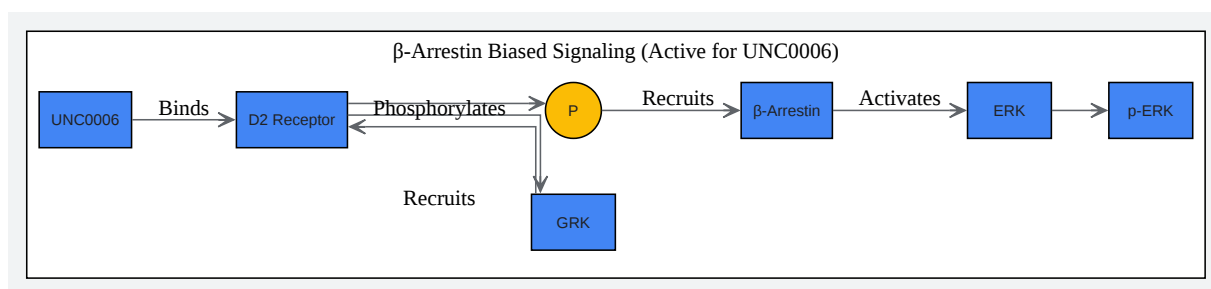 β-Arrestin Biased Signaling (Active for UNC0006)
UNC0006
Binds
D2 Receptor
Phosphorylates
P
Recruits
β-Arrestin
Activates
ERK
p-ERK
Recruits
GRK